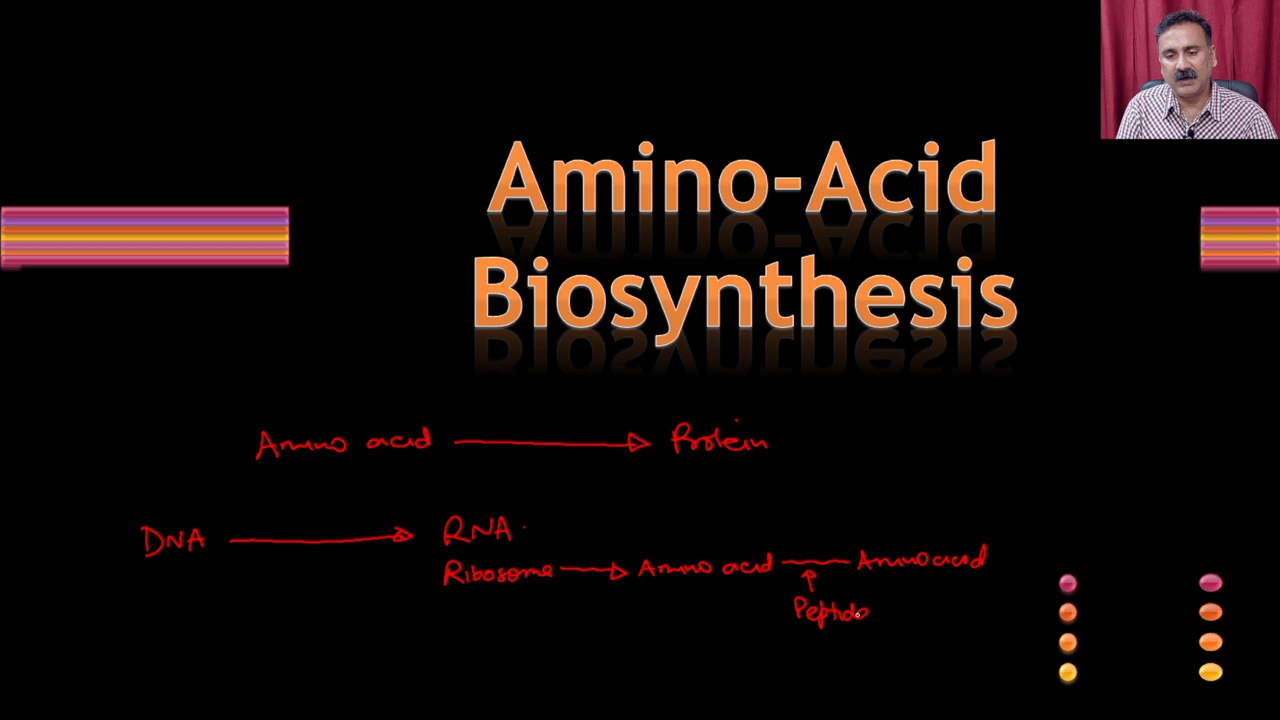 Amino-Acid
Biosynthesis
Amino acid → Protein
DNA → RNA
Ribosome → Amino acid — Amino acid
Peptide